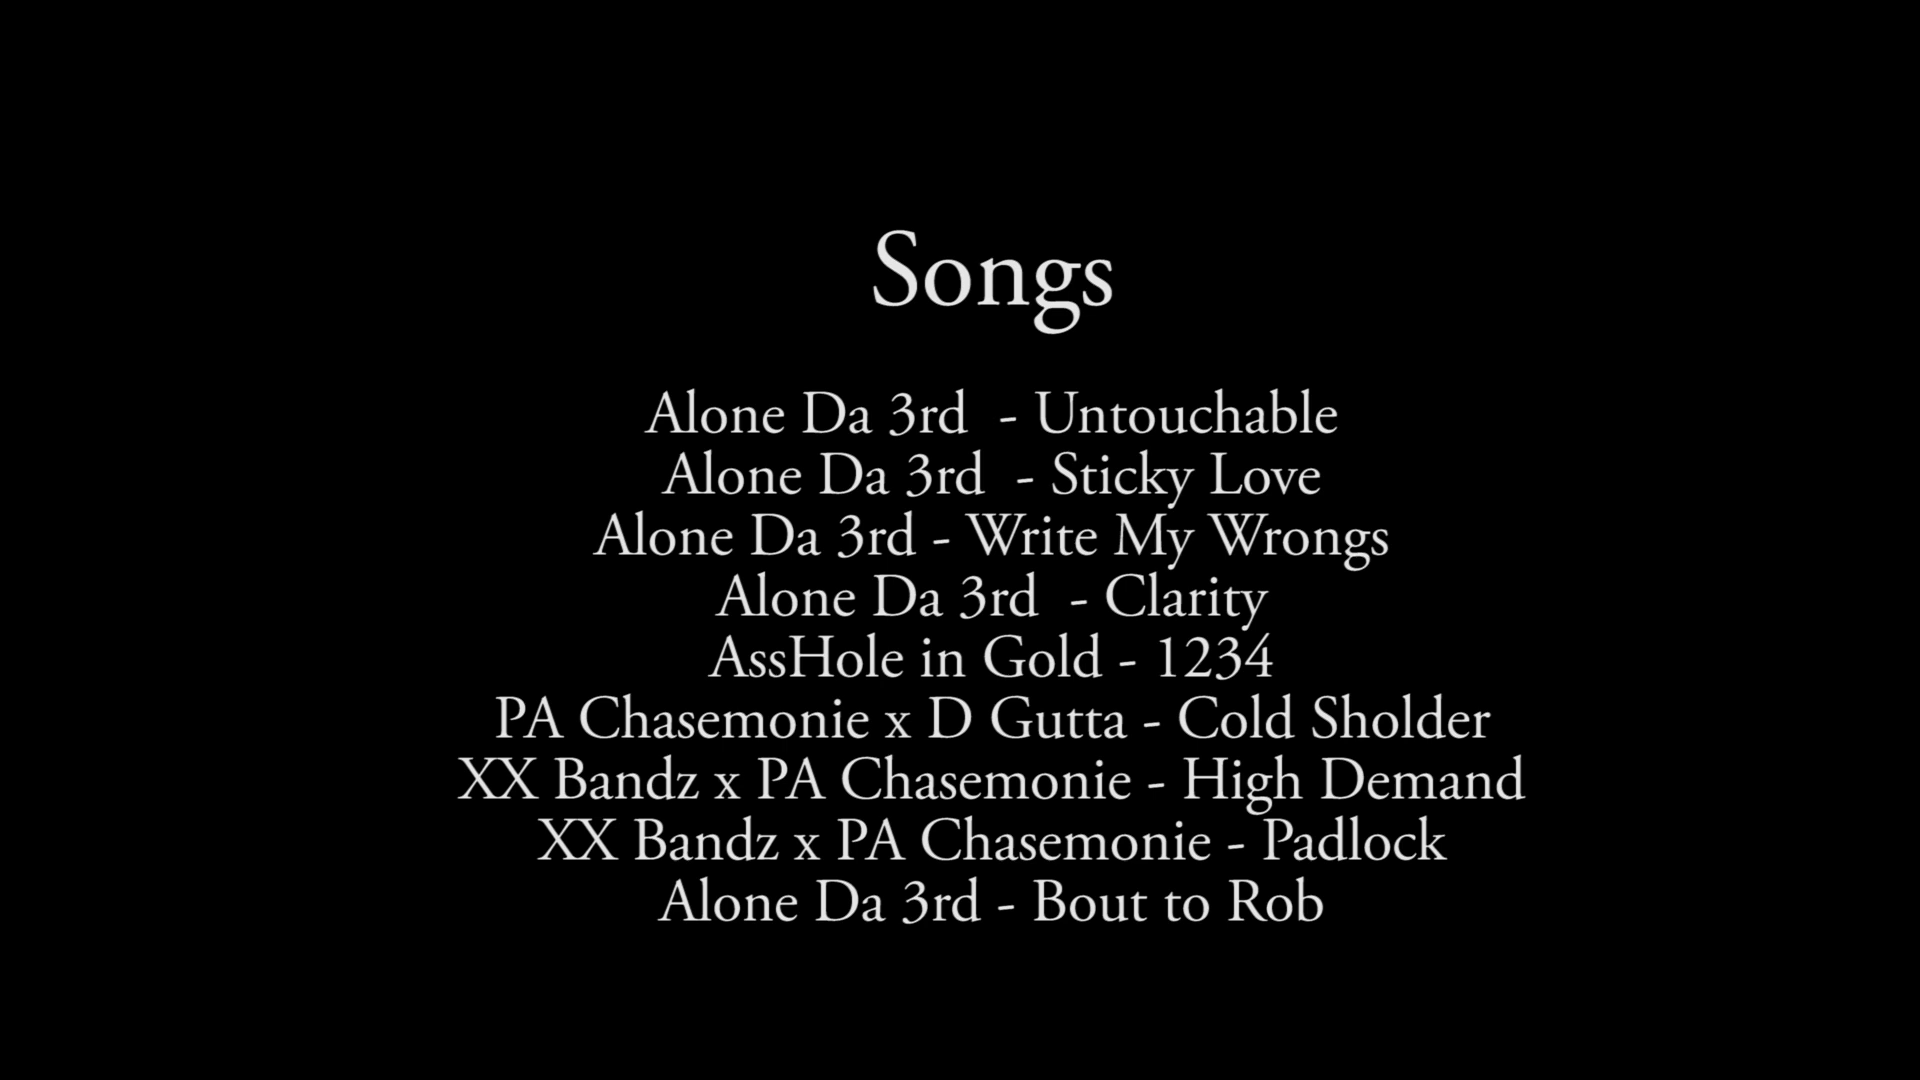 Songs
Alone Da 3rd  - Untouchable
Alone Da 3rd  - Sticky Love
Alone Da 3rd - Write My Wrongs
Alone Da 3rd  - Clarity
AssHole in Gold - 1234
PA Chasemonie x D Gutta - Cold Sholder
XX Bandz x PA Chasemonie - High Demand
XX Bandz x PA Chasemonie - Padlock
Alone Da 3rd - Bout to Rob